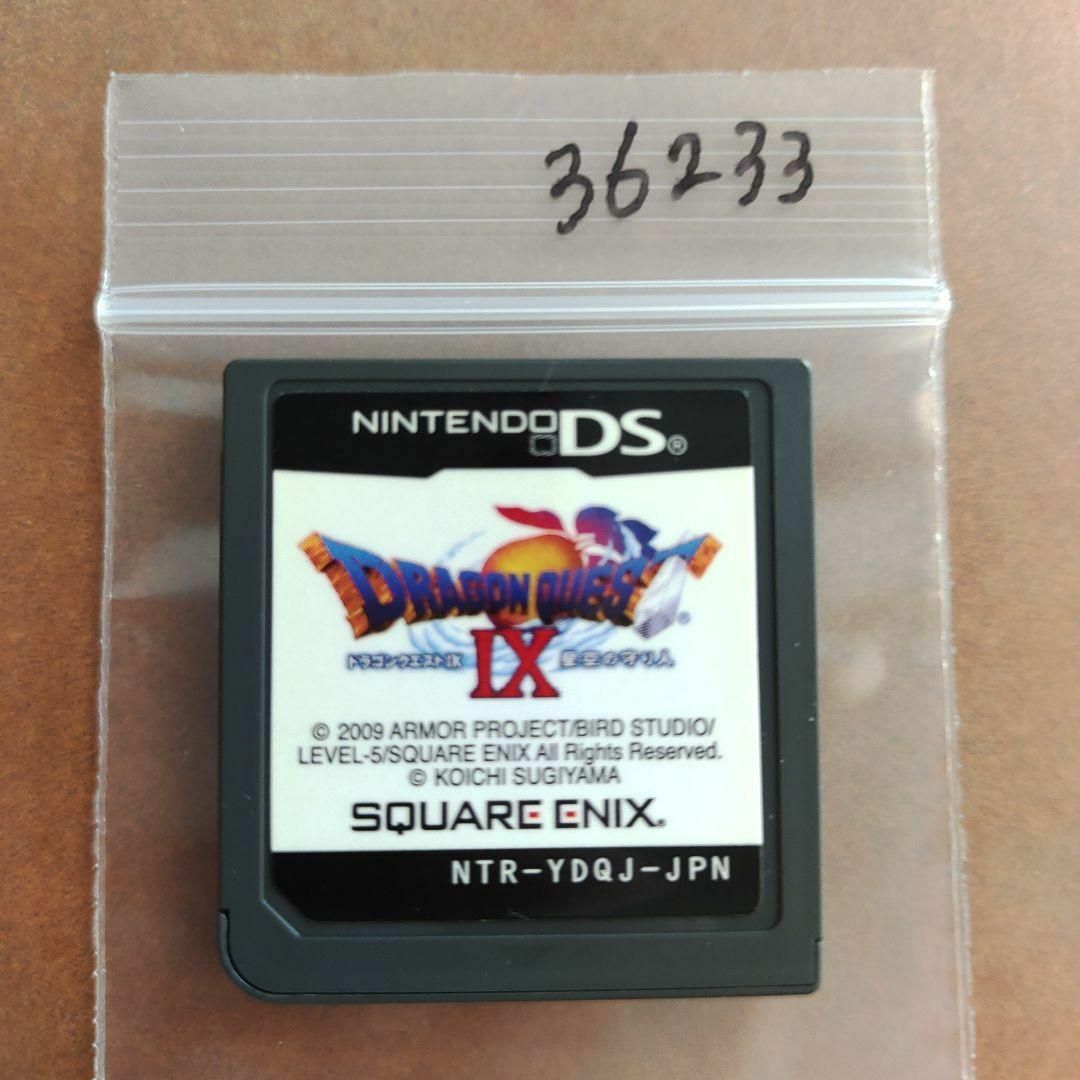 36233
NINTENDO DS®
DRAGON QUEST®
ドラゴンクエストIX 星空の守り人
IX
© 2009 ARMOR PROJECT/BIRD STUDIO/
LEVEL-5/SQUARE ENIX All Rights Reserved.
© KOICHI SUGIYAMA
SQUARE ENIX®
NTR-YDQJ-JPN